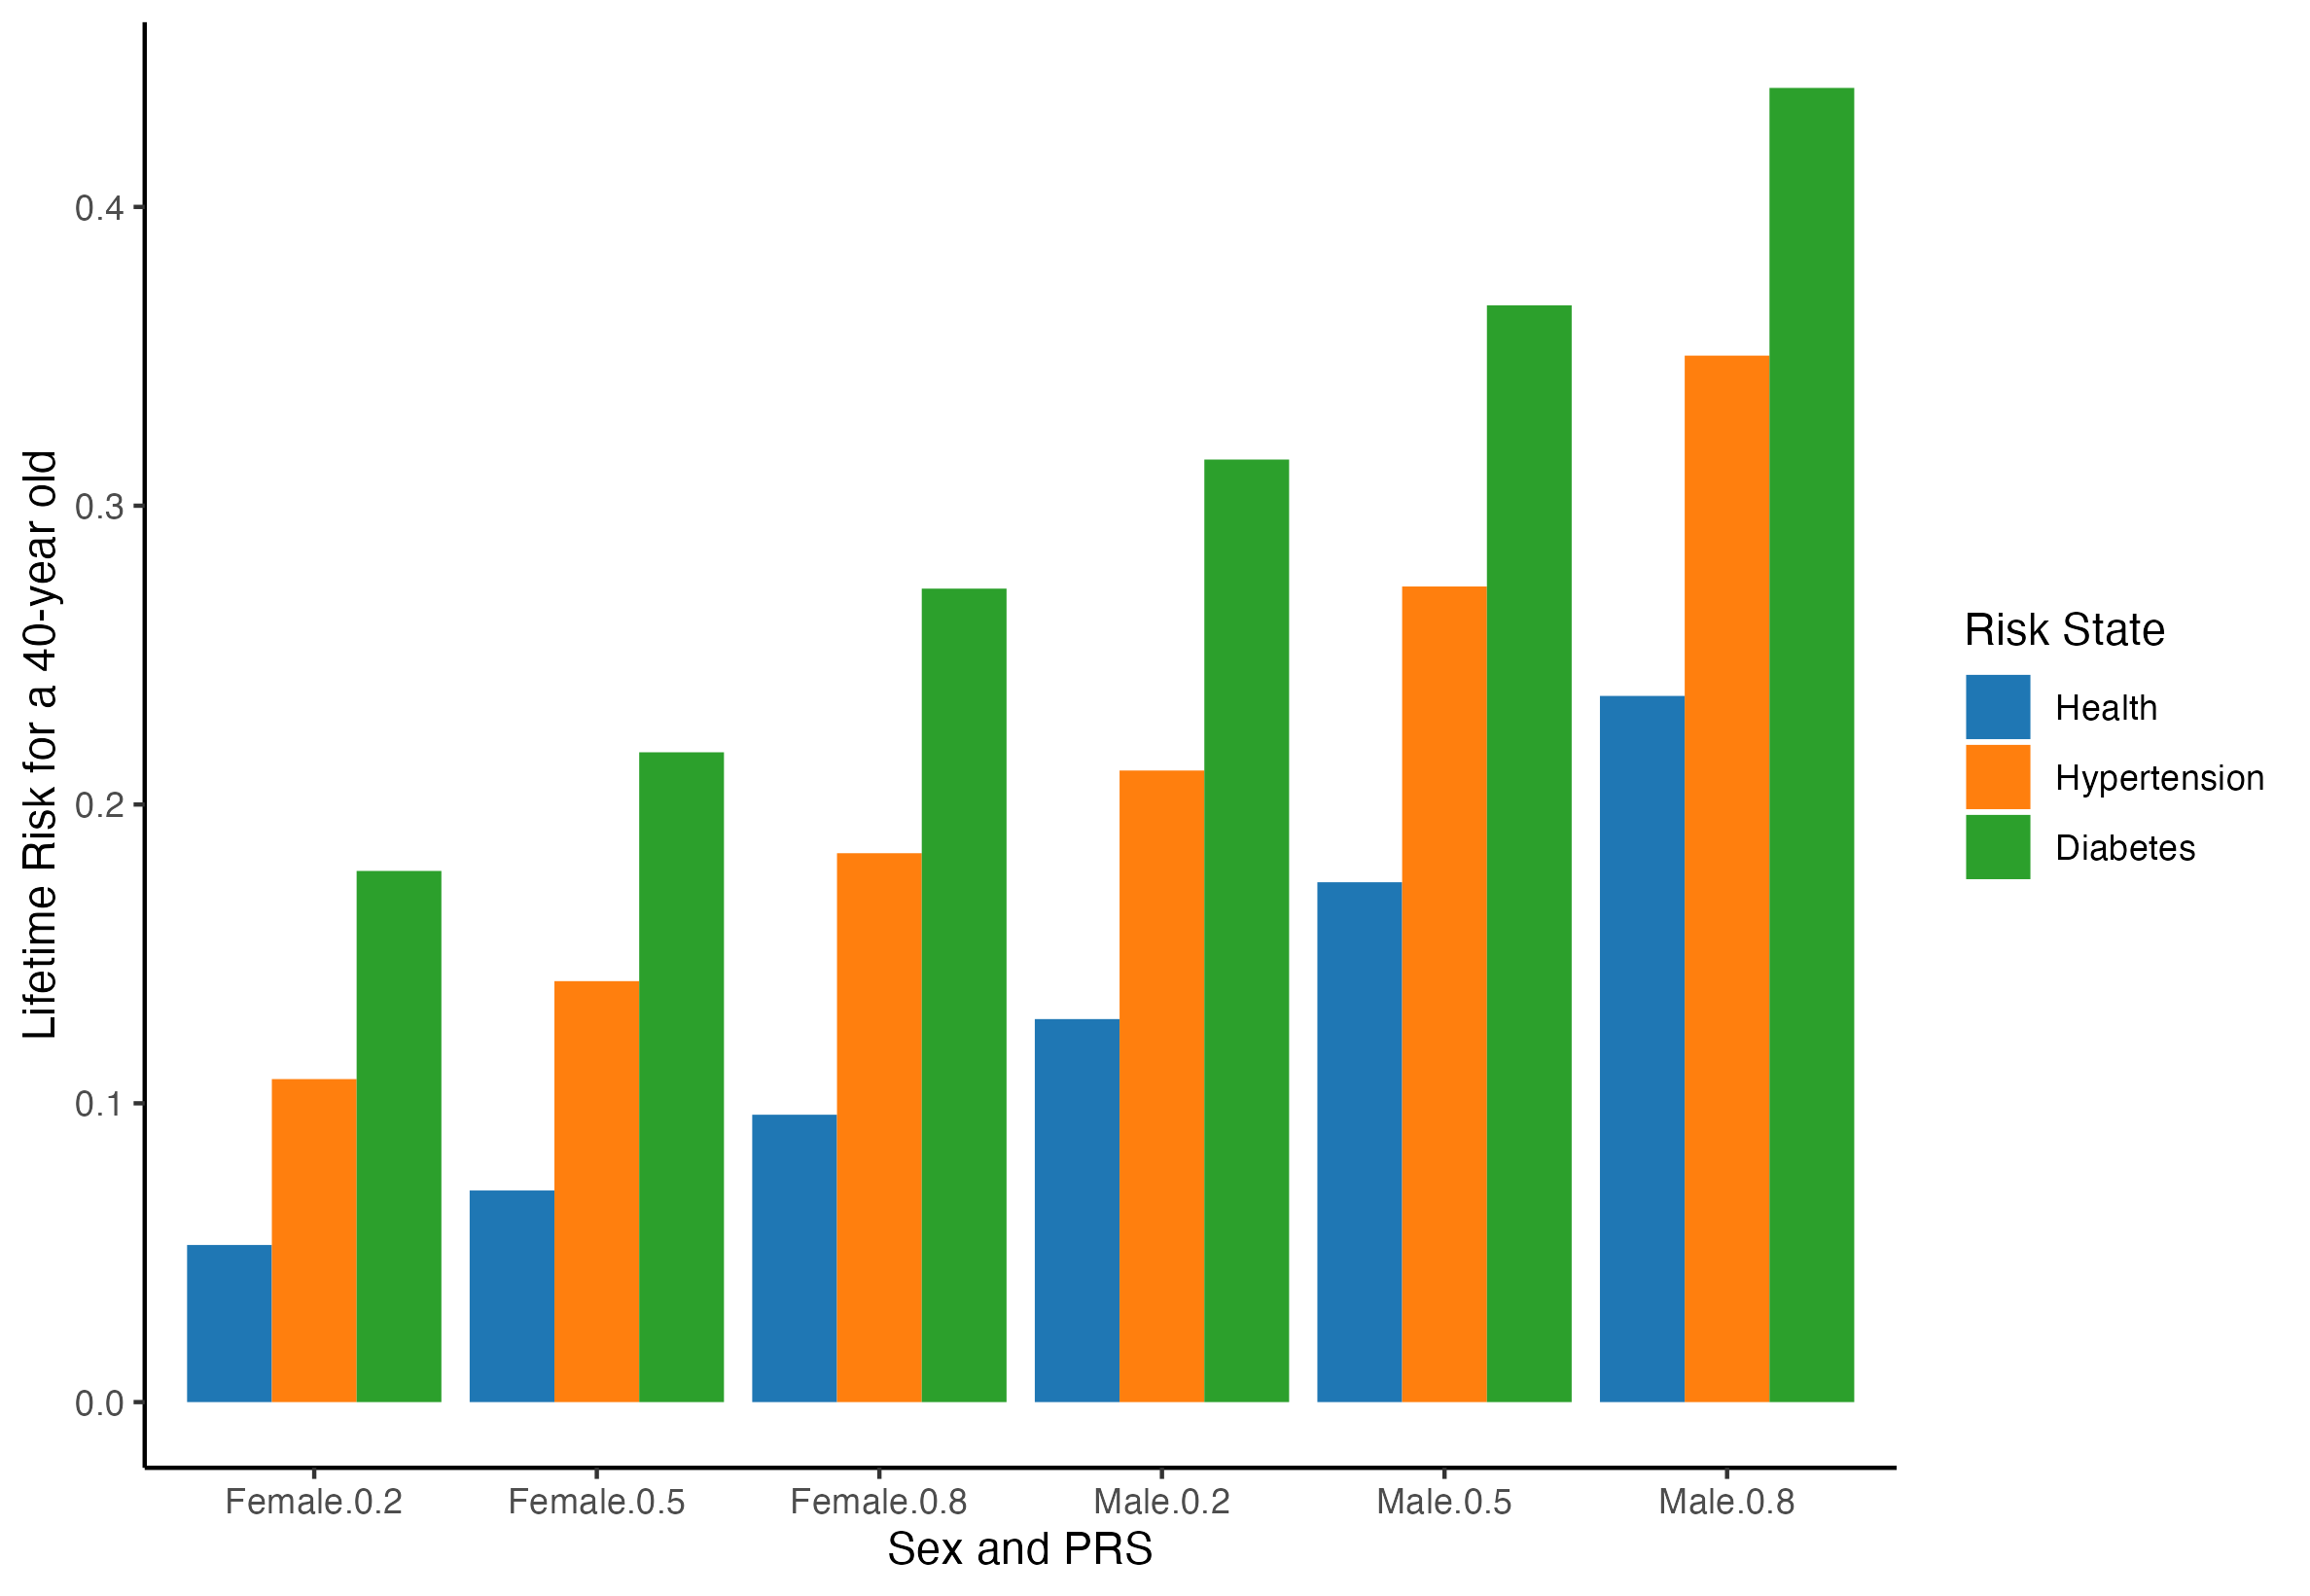 Lifetime Risk for a 40-year old
0.4
0.3
0.2
0.1
0.0
Female.0.2
Female.0.5
Female.0.8
Male.0.2
Male.0.5
Male.0.8
Sex and PRS
Risk State
Health
Hypertension
Diabetes